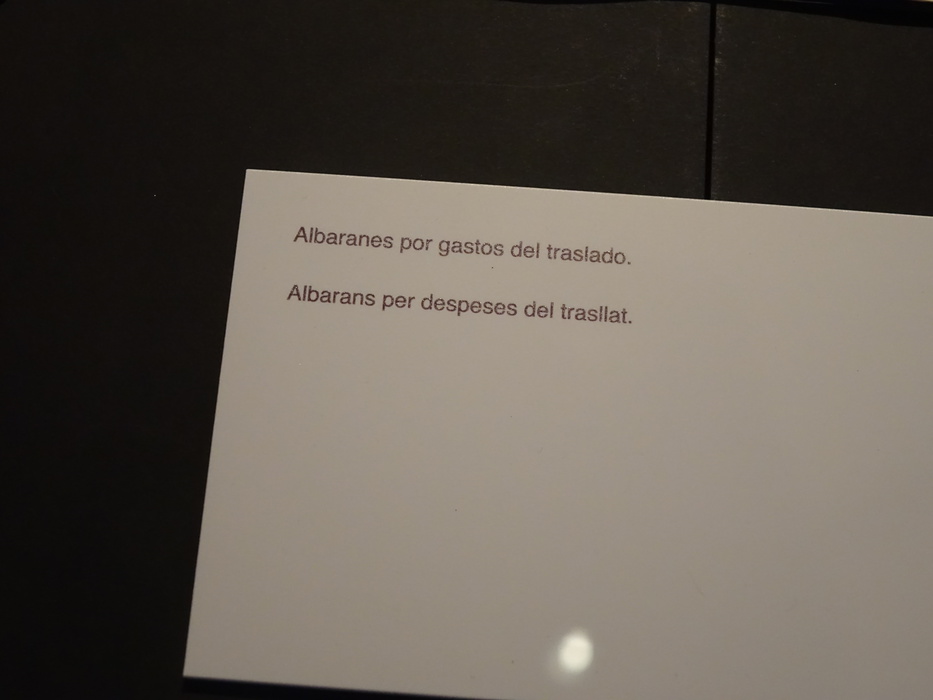 Albaranes por gastos del traslado.
Albarans per despeses del trasllat.